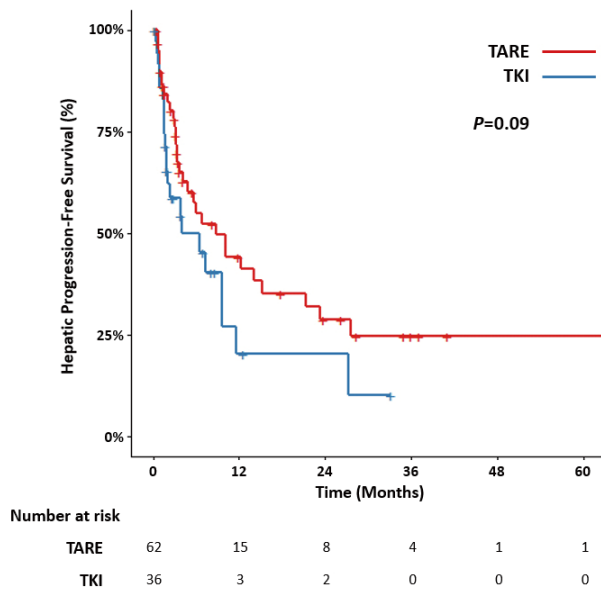 100%
75%
50%
25%
0%
Hepatic Progression-Free Survival (%)
TARE
TKI
P=0.09
0 12 24 36 48 60
Time (Months)
Number at risk
TARE 62 15 8 4 1 1
TKI 36 3 2 0 0 0